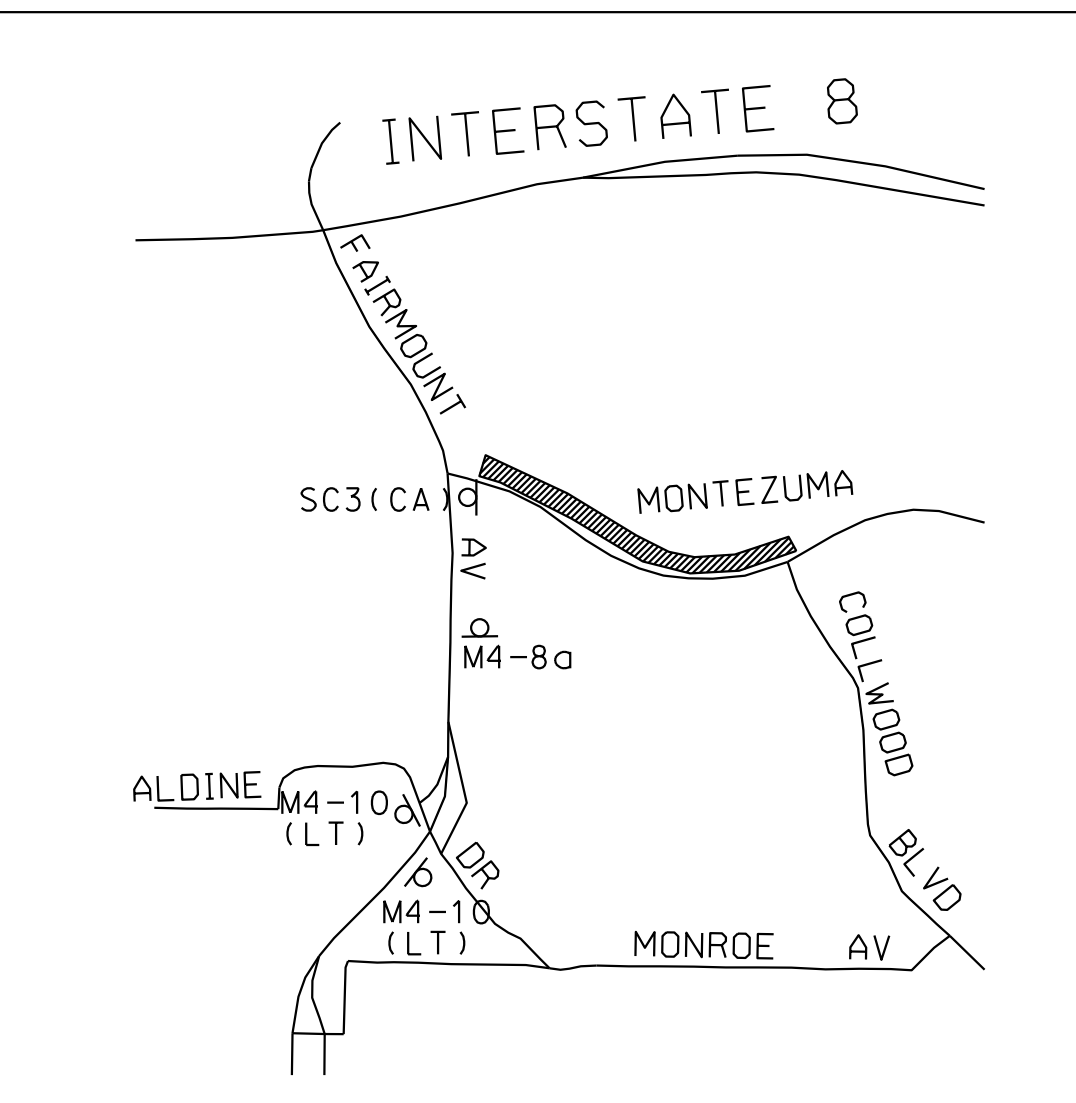 INTERSTATE 8
FAIRMOUNT
AV
SC3(CA)
MONTEZUMA
M4-8a
COLLWOOD
BLVD
ALDINE
DR
M4-10
(LT)
M4-10
(LT)
MONROE AV